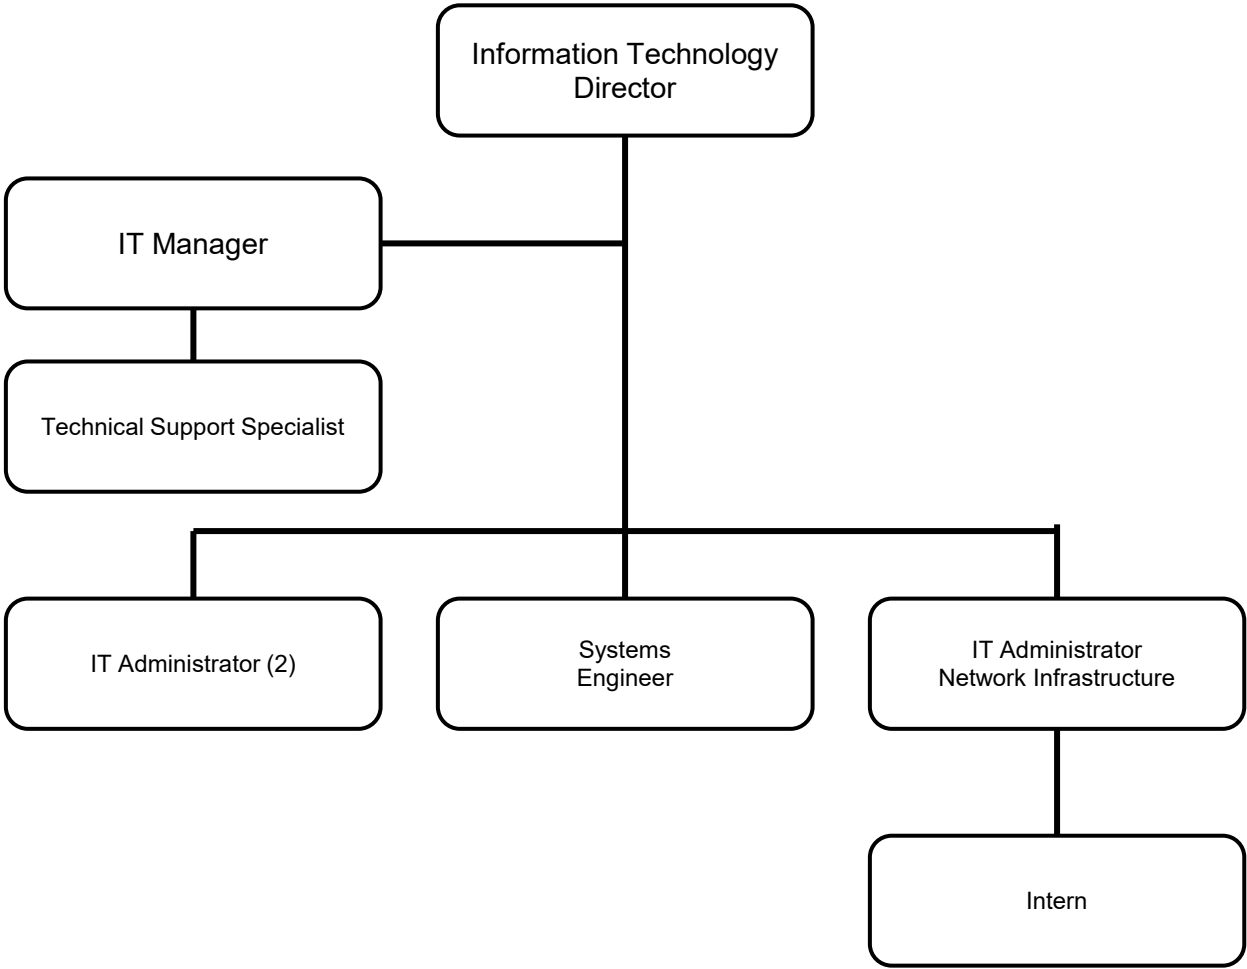 Information Technology
Director
IT Manager
Technical Support Specialist
IT Administrator (2)
Systems
Engineer
IT Administrator
Network Infrastructure
Intern